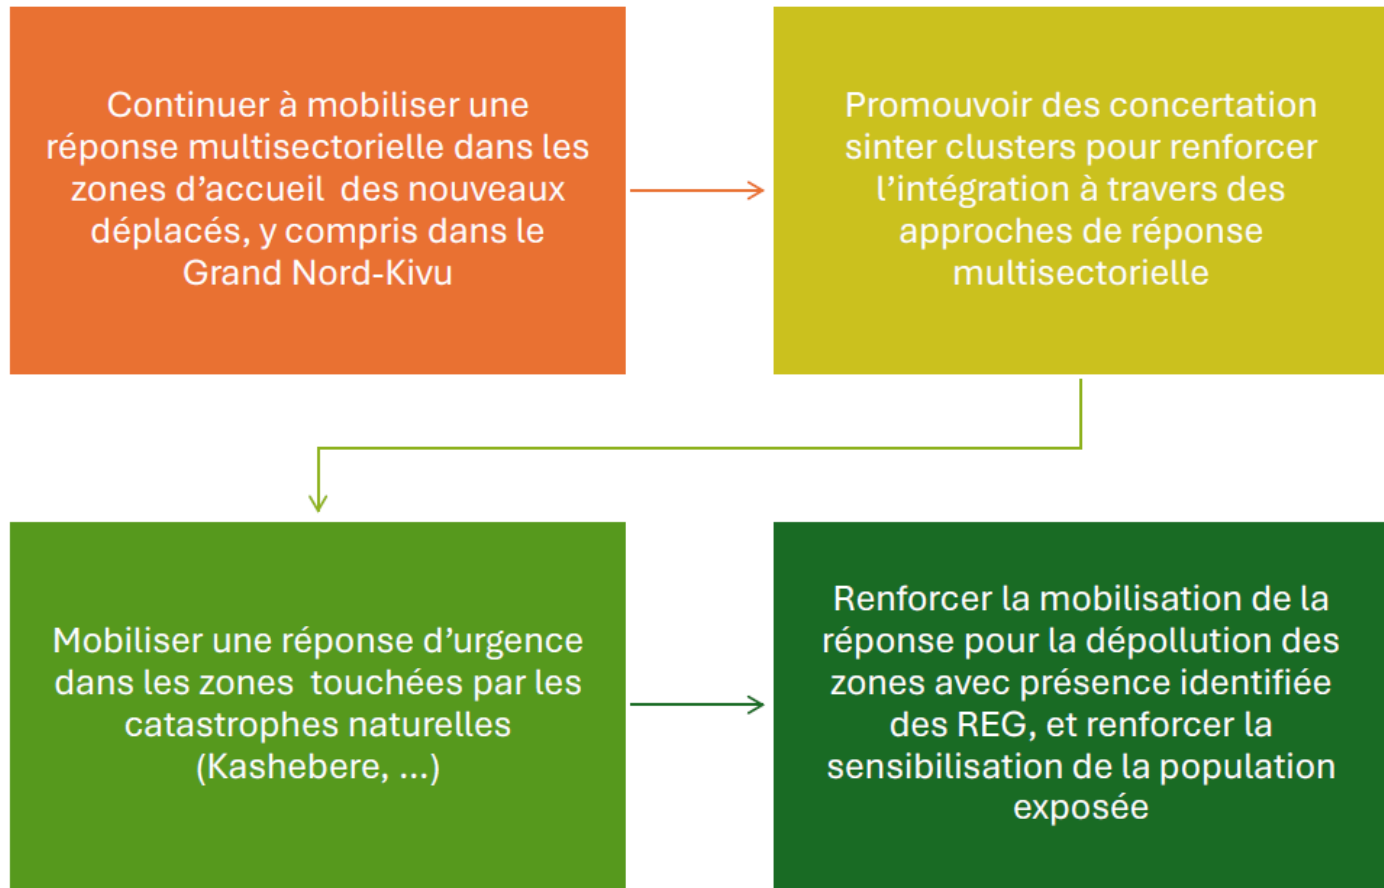 Continuer à mobiliser une
réponse multisectorielle dans les
zones d’accueil  des nouveaux
déplacés, y compris dans le
Grand Nord-Kivu
Promouvoir des concertation
sinter clusters pour renforcer
l’intégration à travers des
approches de réponse
multisectorielle
Mobiliser une réponse d’urgence
dans les zones  touchées par les
catastrophes naturelles
(Kashebere, ...)
Renforcer la mobilisation de la
réponse pour la dépollution des
zones avec présence identifiée
des REG, et renforcer la
sensibilisation de la population
exposée